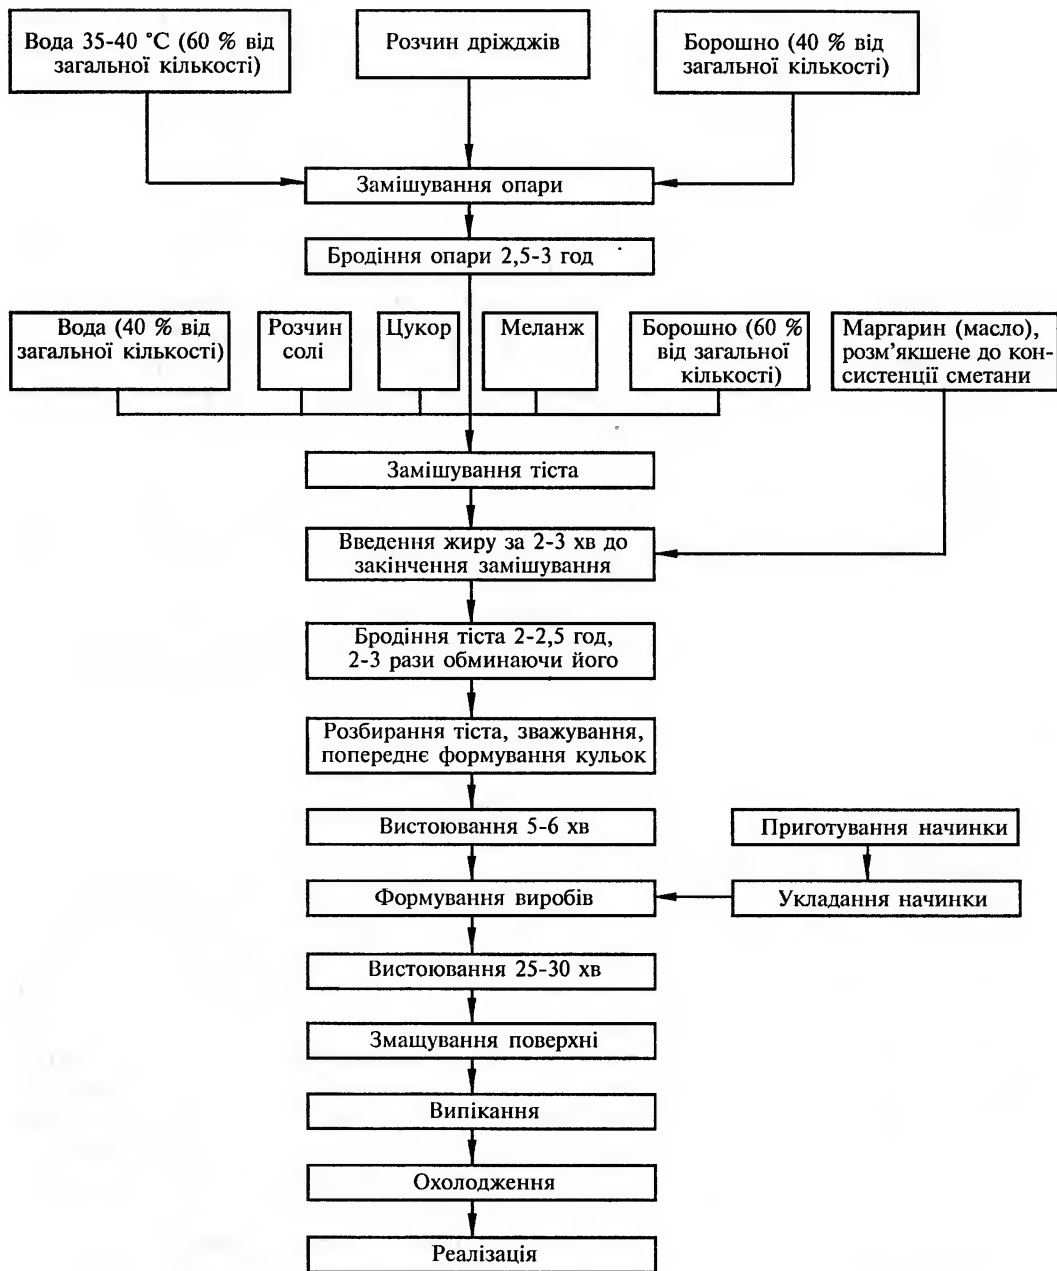 Вода 35-40 °С (60 % від
загальної кількості)
Розчин дріжджів
Борошно (40 % від
загальної кількості)
Замішування опари
Бродіння опари 2,5-3 год
Вода (40 % від
загальної кількості)
Розчин
солі
Цукор
Меланж
Борошно (60 %
від загальної
кількості)
Маргарин (масло),
розм'якшене до кон-
систенції сметани
Замішування тіста
Введення жиру за 2-3 хв до
закінчення замішування
Бродіння тіста 2-2,5 год,
2-3 рази обминаючи його
Розбирання тіста, зважування,
попереднє формування кульок
Вистоювання 5-6 хв
Приготування начинки
Формування виробів
Укладання начинки
Вистоювання 25-30 хв
Змащування поверхні
Випікання
Охолодження
Реалізація